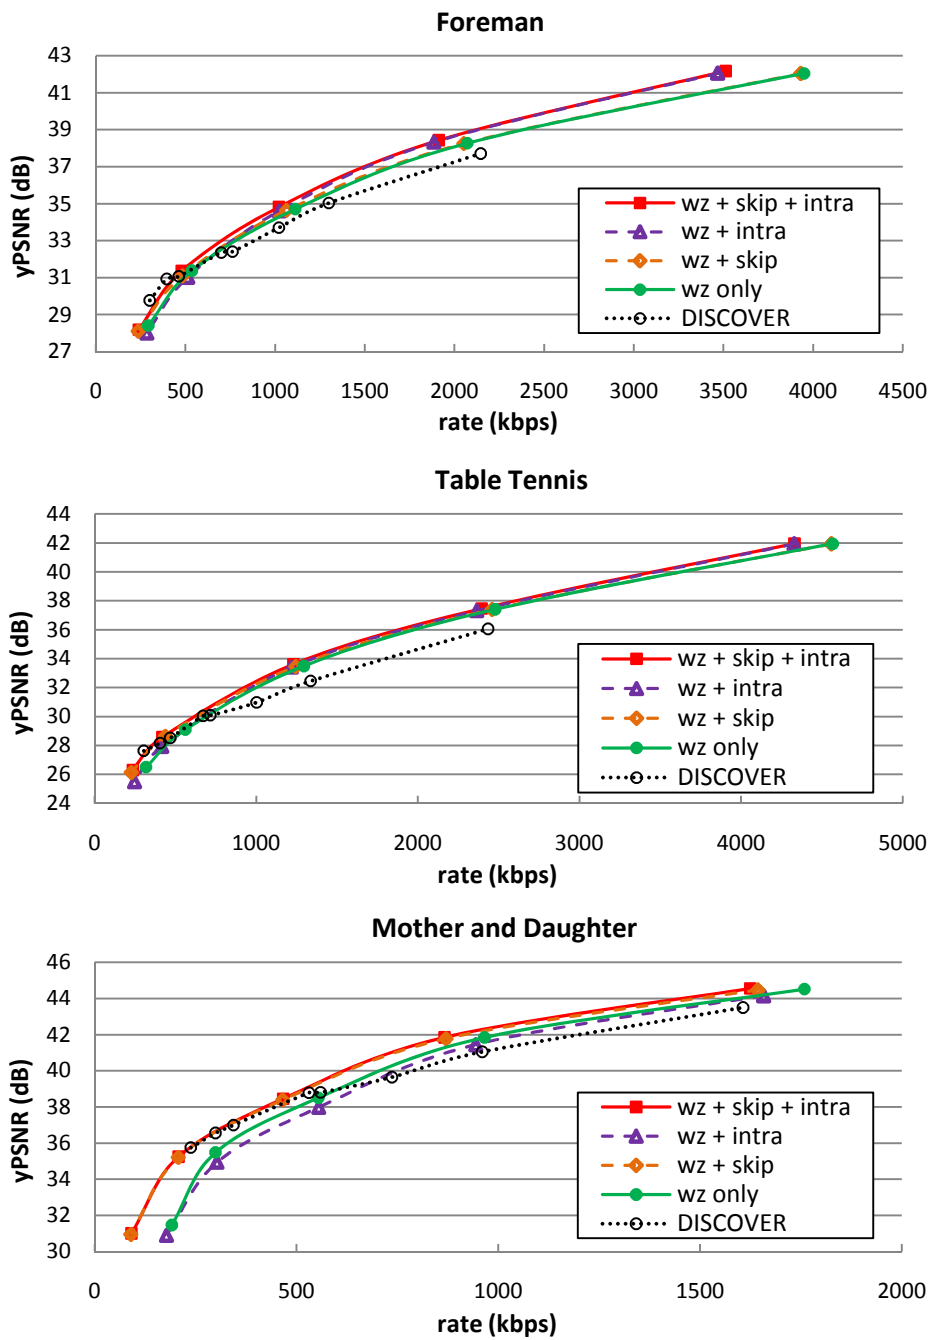 Foreman
43
41
39
37
35
33
31
29
27
yPSNR (dB)
wz + skip + intra
wz + intra
wz + skip
wz only
DISCOVER
0 500 1000 1500 2000 2500 3000 3500 4000 4500
rate (kbps)
Table Tennis
44
42
40
38
36
34
32
30
28
26
24
yPSNR (dB)
wz + skip + intra
wz + intra
wz + skip
wz only
DISCOVER
0 1000 2000 3000 4000 5000
rate (kbps)
Mother and Daughter
46
44
42
40
38
36
34
32
30
yPSNR (dB)
wz + skip + intra
wz + intra
wz + skip
wz only
DISCOVER
0 500 1000 1500 2000
rate (kbps)